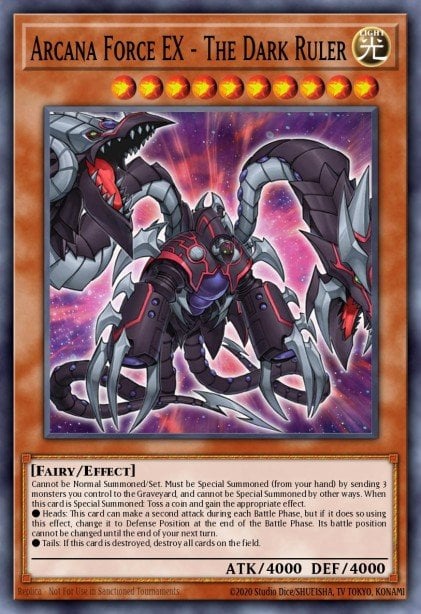 ARCANA FORCE EX - THE DARK RULER
LIGHT
光
[FAIRY/EFFECT]
Cannot be Normal Summoned/Set. Must be Special Summoned (from your hand) by sending 3
monsters you control to the Graveyard, and cannot be Special Summoned by other ways. When
this card is Special Summoned: Toss a coin and gain the appropriate effect.
● Heads: This card can make a second attack during each Battle Phase, but if it does so using
this effect, change it to Defense Position at the end of the Battle Phase. Its battle position
cannot be changed until the end of your next turn.
● Tails: If this card is destroyed, destroy all cards on the field.
ATK/4000 DEF/4000
Replica - Not For Use in Sanctioned Tournaments
©2020 Studio Dice/SHUEISHA, TV TOKYO, KONAMI